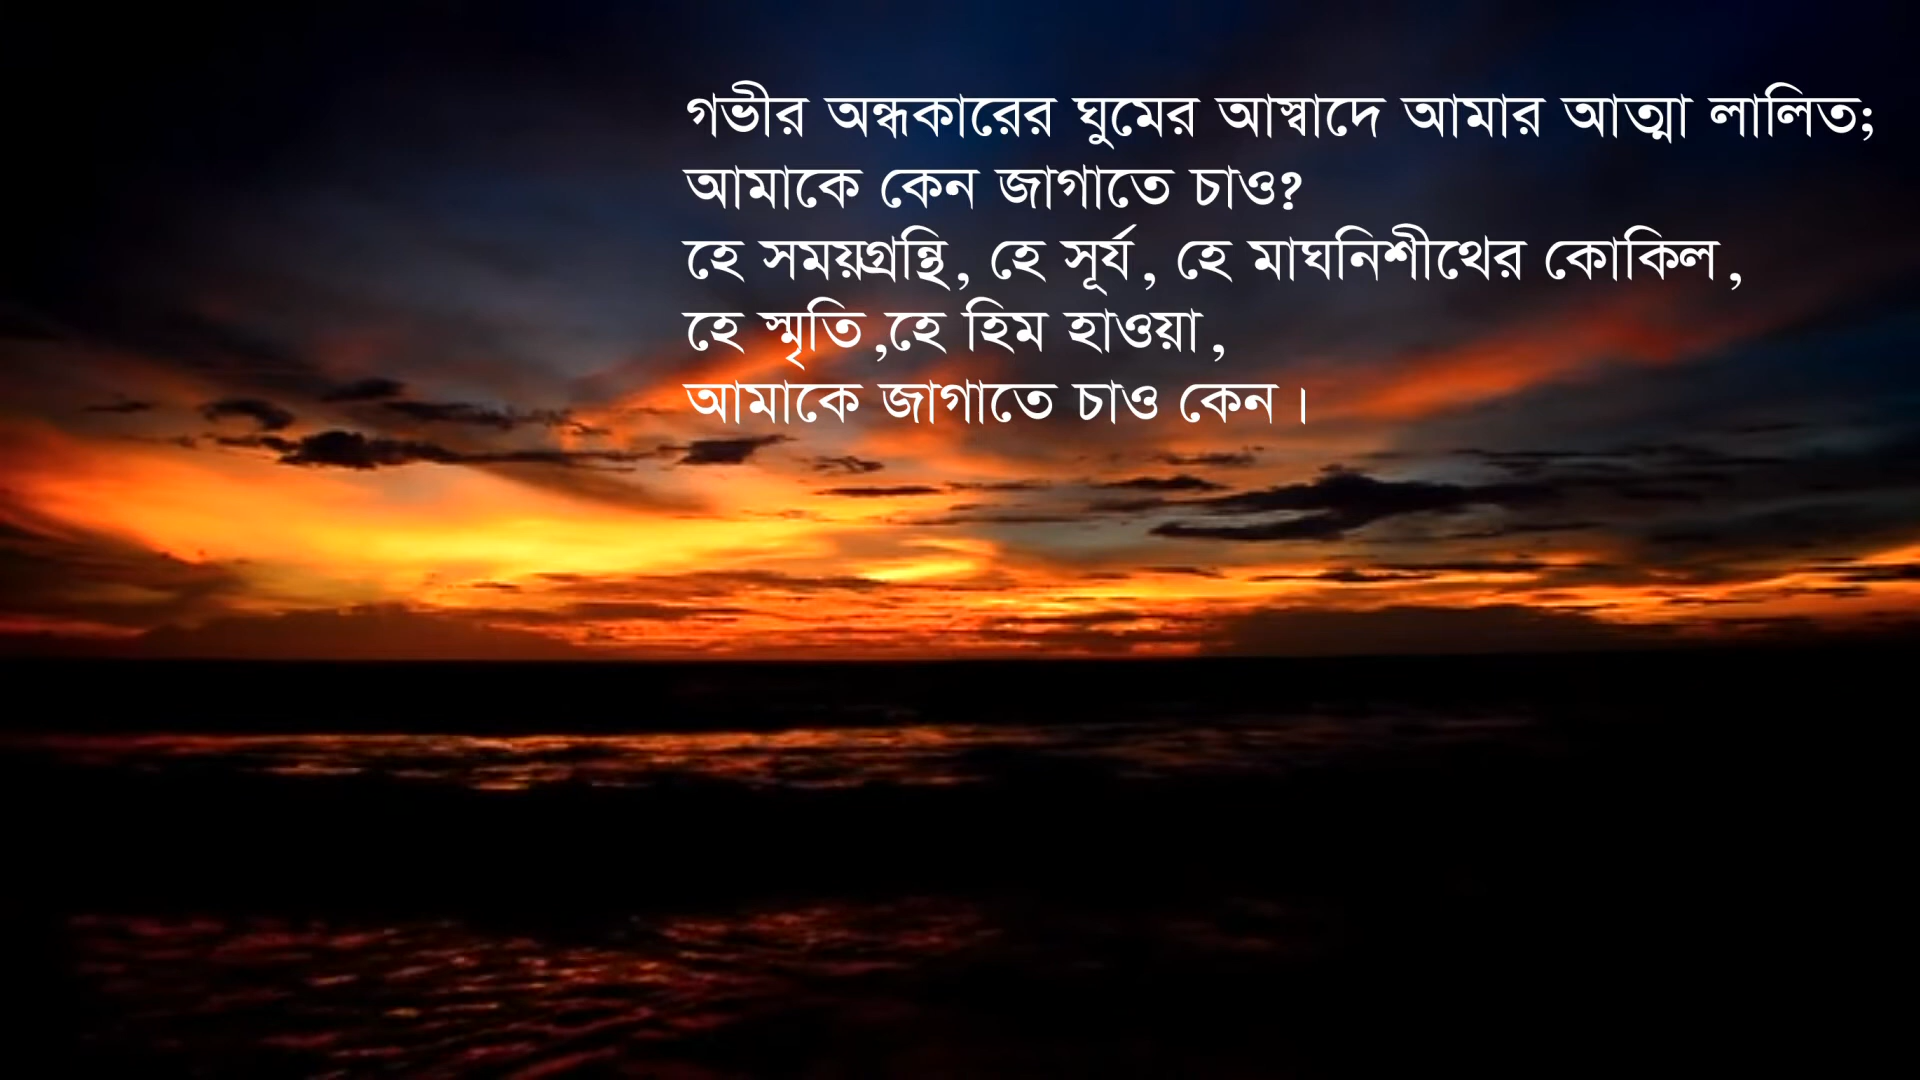 গভীর অন্ধকারের ঘুমের আস্বাদে আমার আত্মা লালিত;
আমাকে কেন জাগাতে চাও?
হে সময়গ্রন্থি, হে সূর্য, হে মাঘনিশীথের কোকিল,
হে স্মৃতি,হে হিম হাওয়া,
আমাকে জাগাতে চাও কেন।